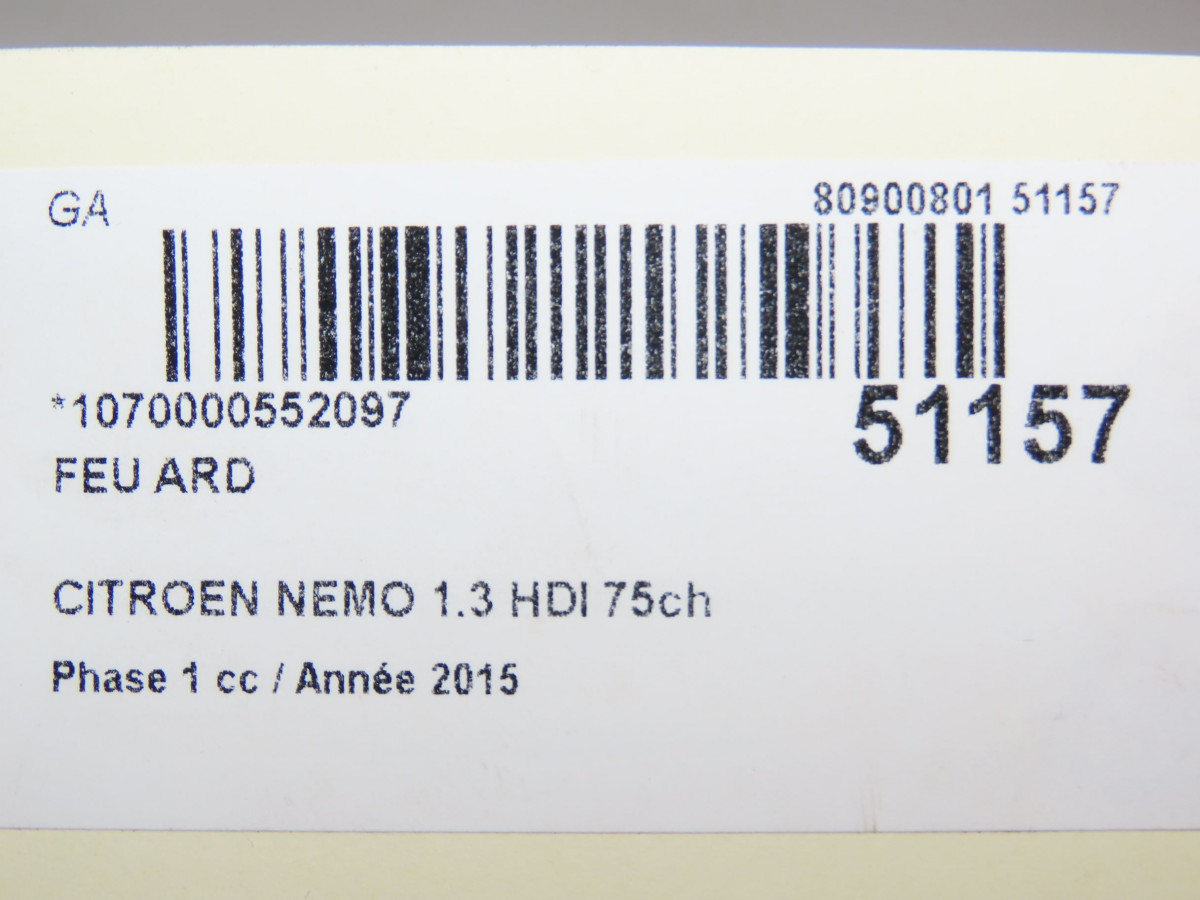 GA 80900801 51157
*1070000552097 51157
FEU ARD
CITROEN NEMO 1.3 HDI 75ch
Phase 1 cc / Année 2015